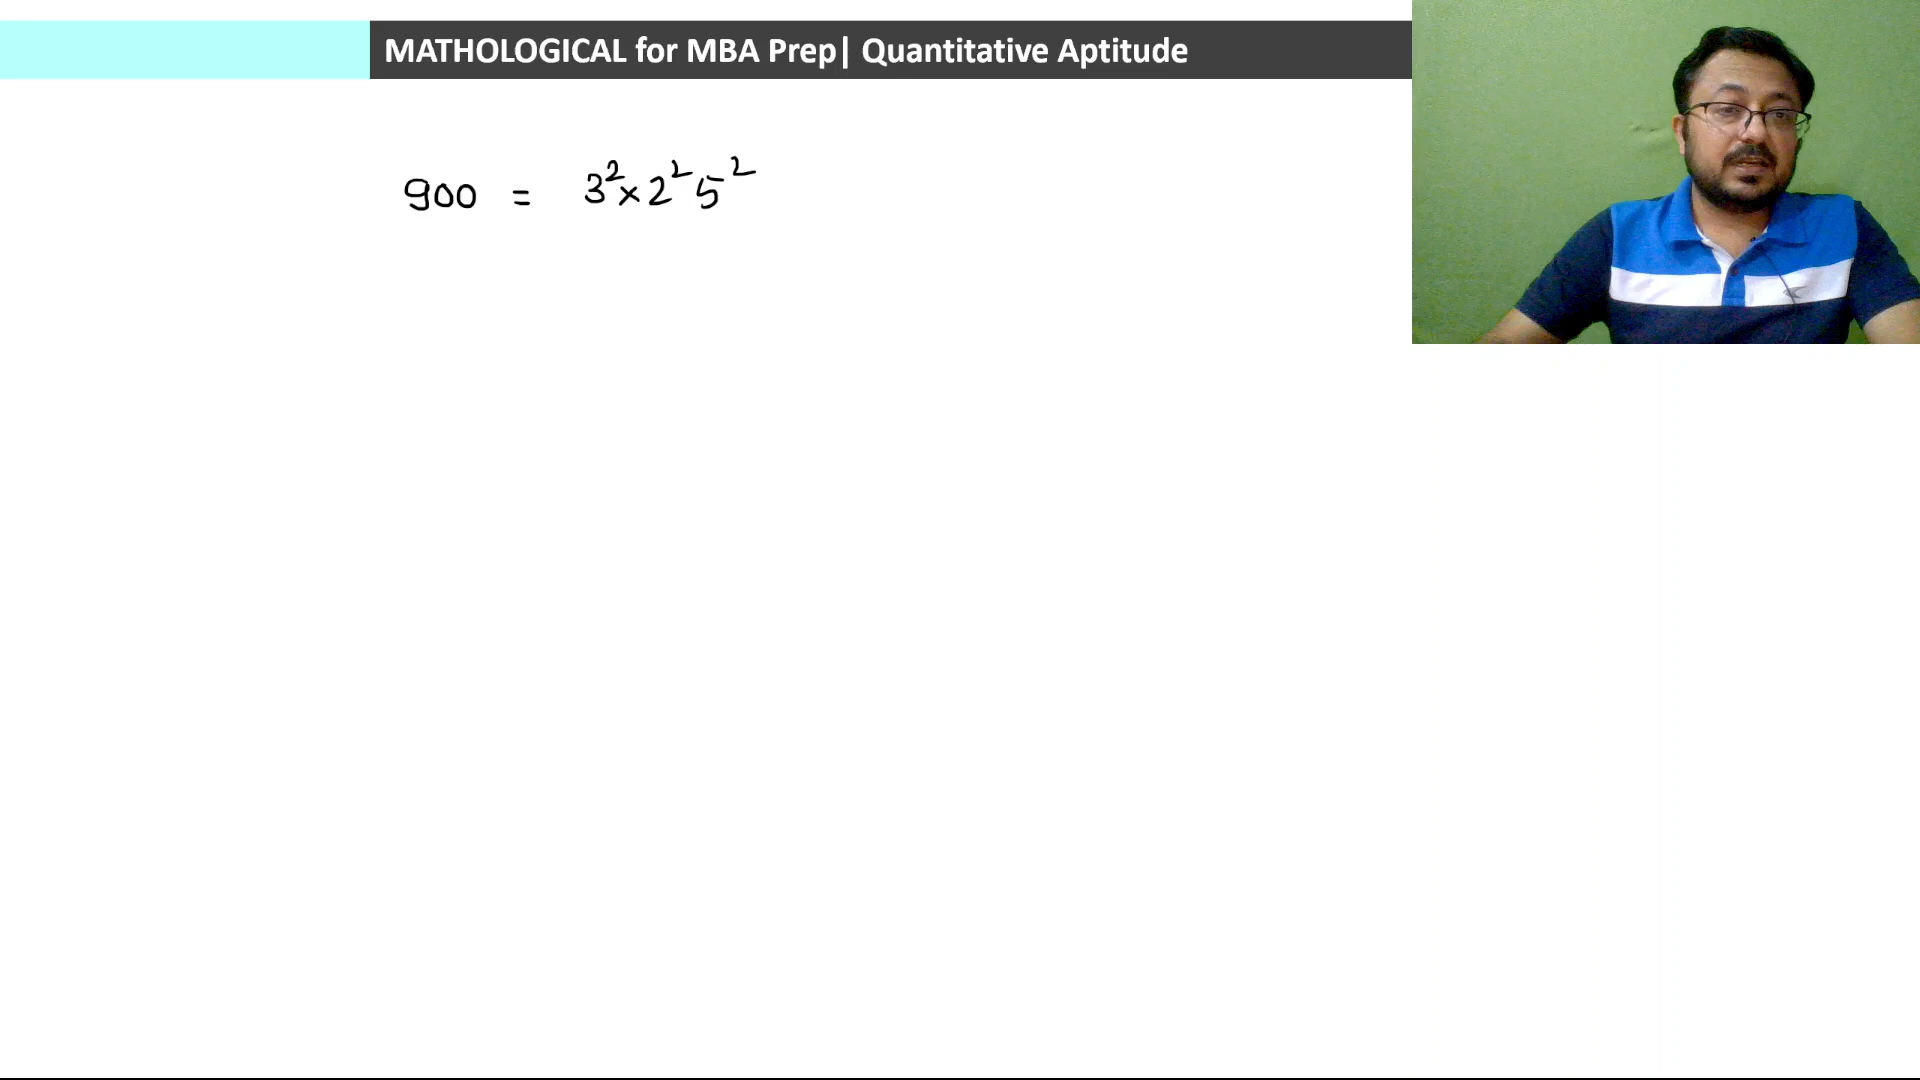 MATHOLOGICAL for MBA Prep| Quantitative Aptitude
900 = 3²×2²5²